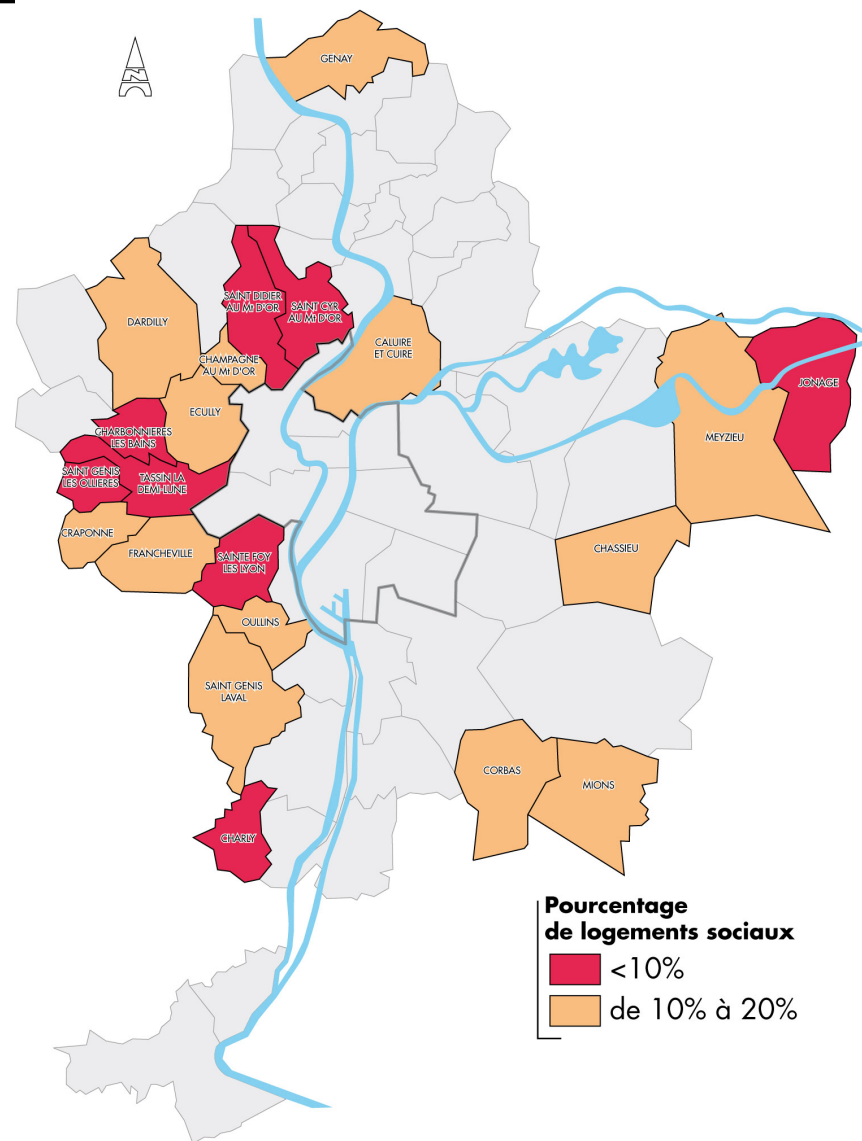 GENAY
SAINT DIDIER
AU Mt D'OR
SAINT CYR
AU Mt D'OR
DARDILLY
CALUIRE
ET CUIRE
CHAMPAGNE
AU Mt D'OR
JONAGE
ECULLY
CHARBONNIERES
LES BAINS
MEYZIEU
SAINT GENIS
LES OLLIERES
TASSIN LA
DEMI-LUNE
CRAPONNE
FRANCHEVILLE
SAINTE FOY
LES LYON
CHASSIEU
OULLINS
SAINT GENIS
LAVAL
CORBAS
MIONS
CHARLY
Pourcentage
de logements sociaux
<10%
de 10% à 20%